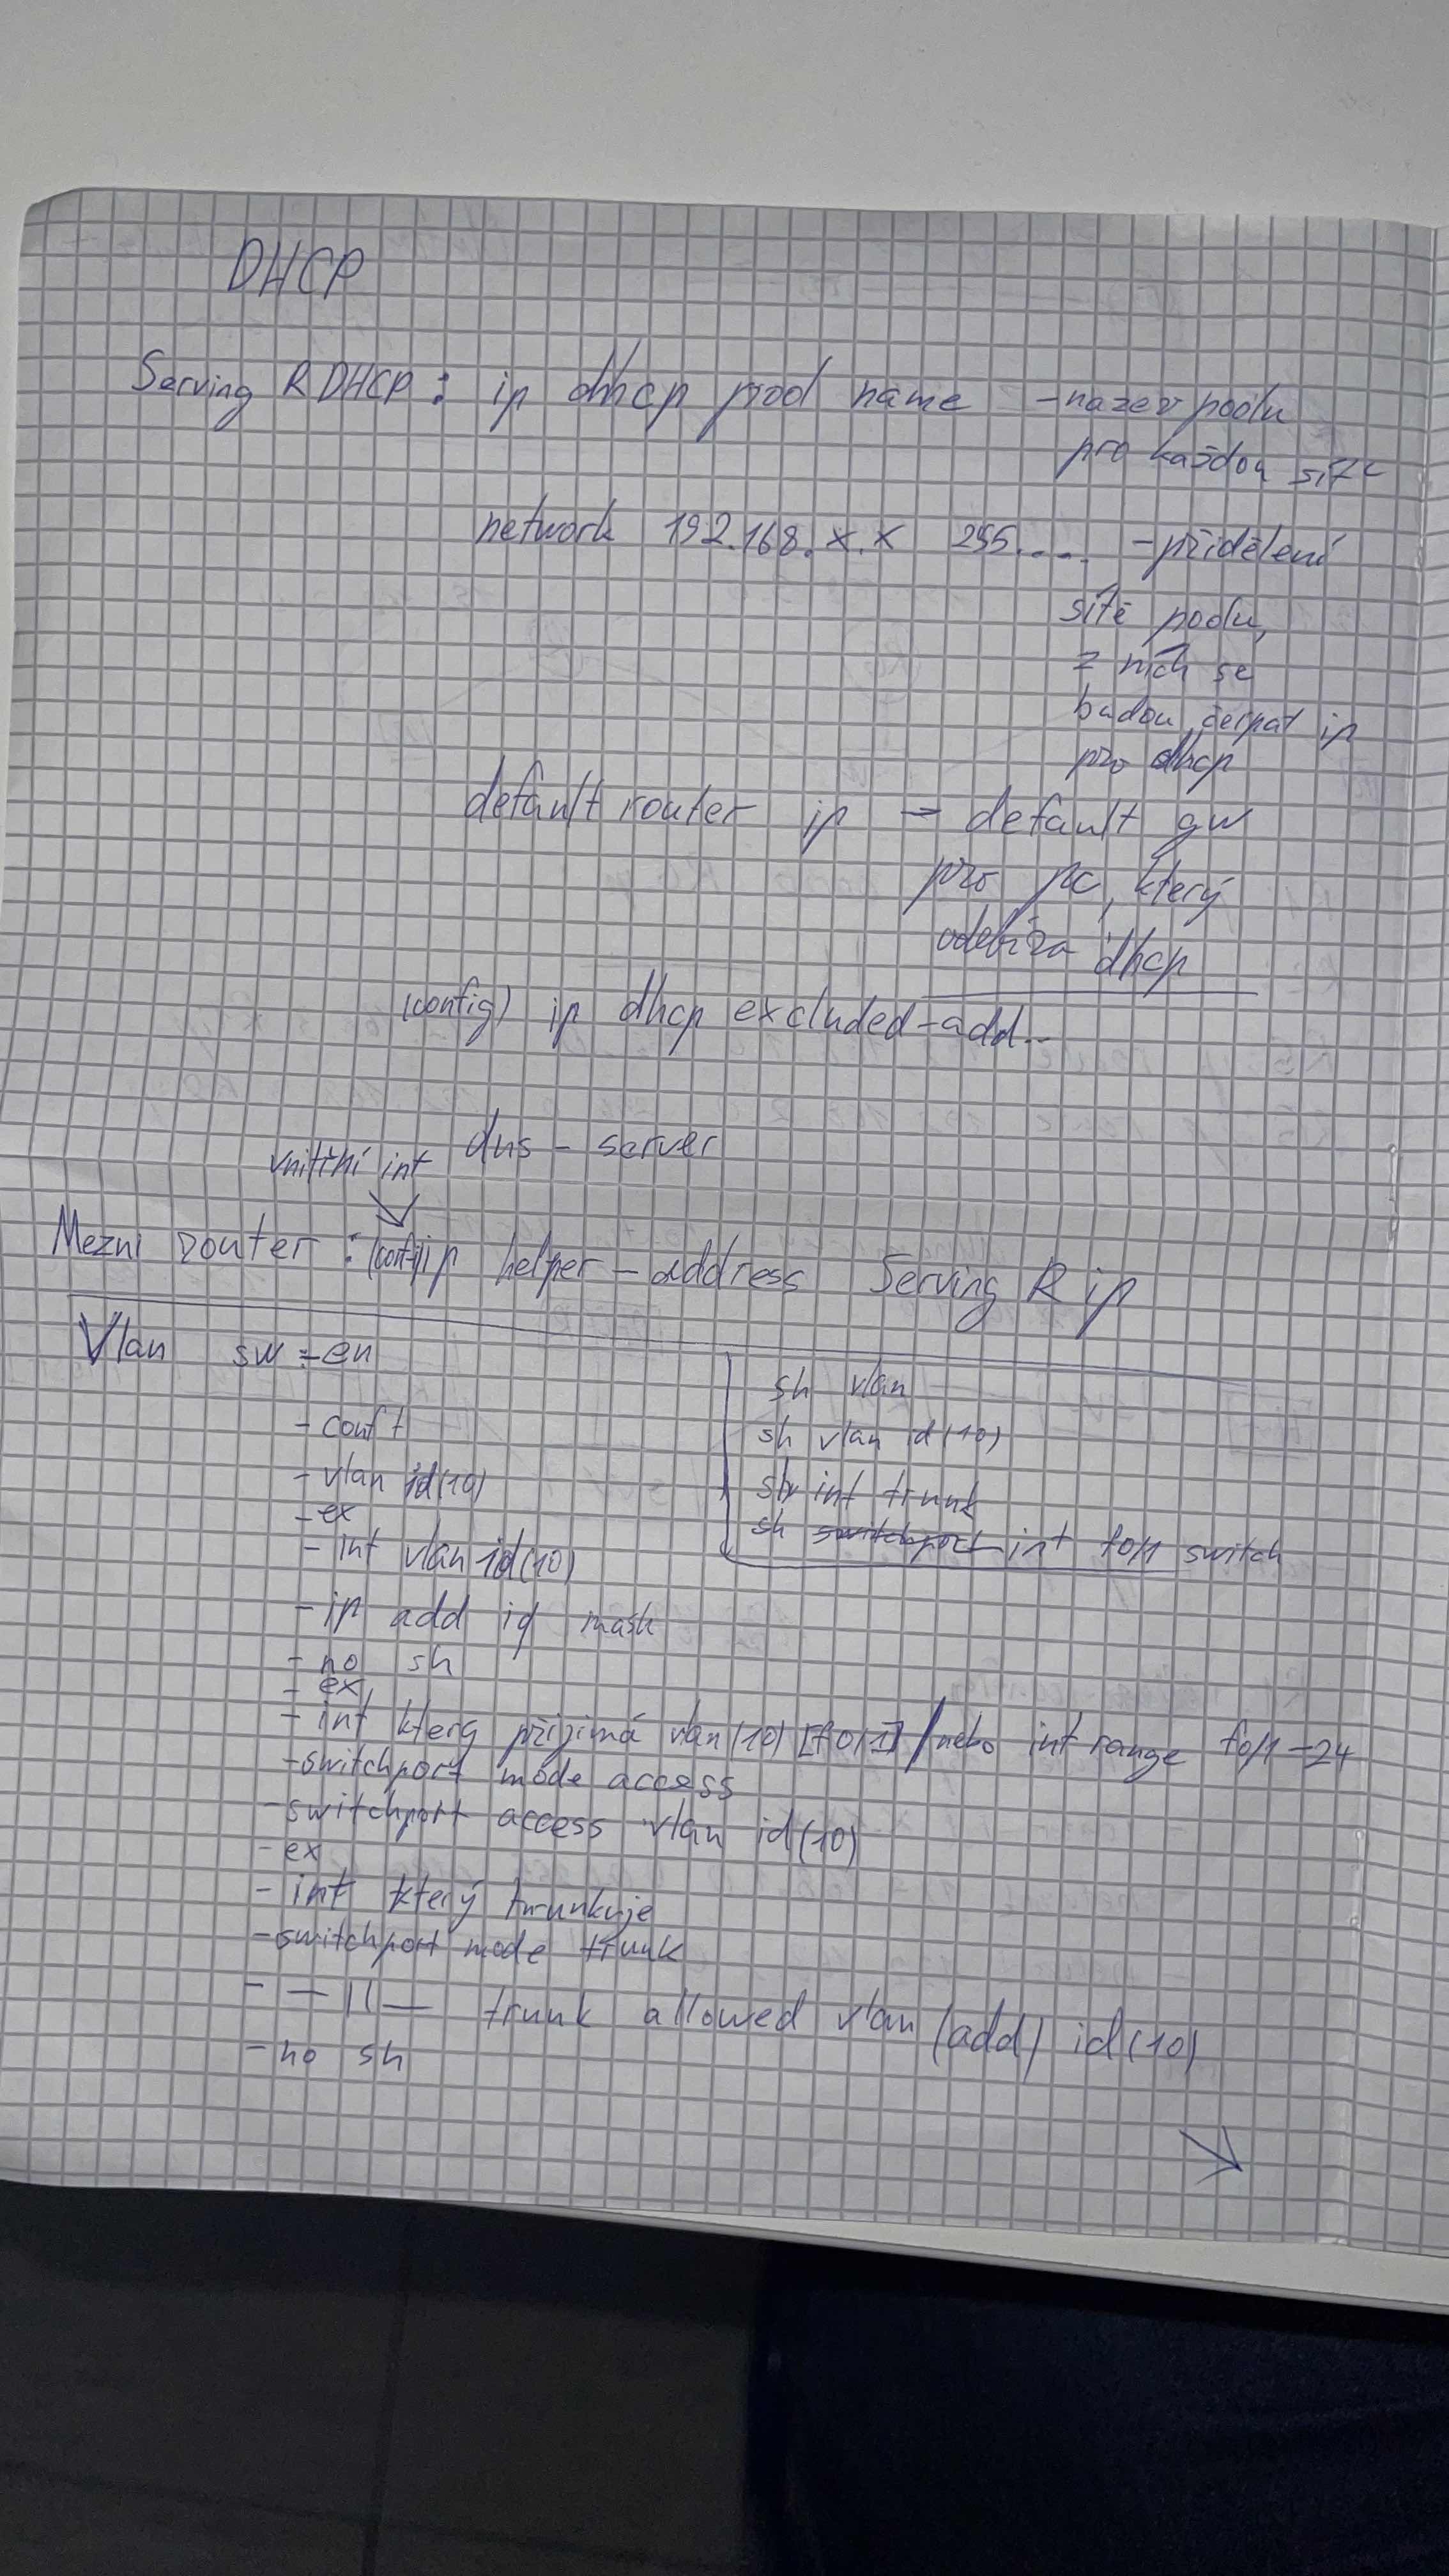 DHCP
Serving R DHCP: ip dhcp pool name - nazev poolu
pro každou síť
network 192.168.x.x 255.... - přidělení
sítě poolu,
z nich se
budou čerpat ip
pro dhcp
default router ip - default gw
pro pc, který
odebíra dhcp
(config) ip dhcp excluded-add..
dns - server
vnitřní int
Mezni router: (config) ip helper - address Serving R ip
Vlan sw = en
- conf t
- vlan id(10)
- ex
- int vlan id(10)
- ip add ip mask
- no sh
- ex
- int který přijimá vlan(10) [f0/1] / nebo int range f0/1-24
- switchport mode access
- switchport access vlan id(10)
- ex
- int který trunkuje
- switchport mode trunk
- —||— trunk allowed vlan (add) id(10)
- no sh
sh vlan
sh vlan id(10)
sh int trunk
sh switchport int f0/1 switch